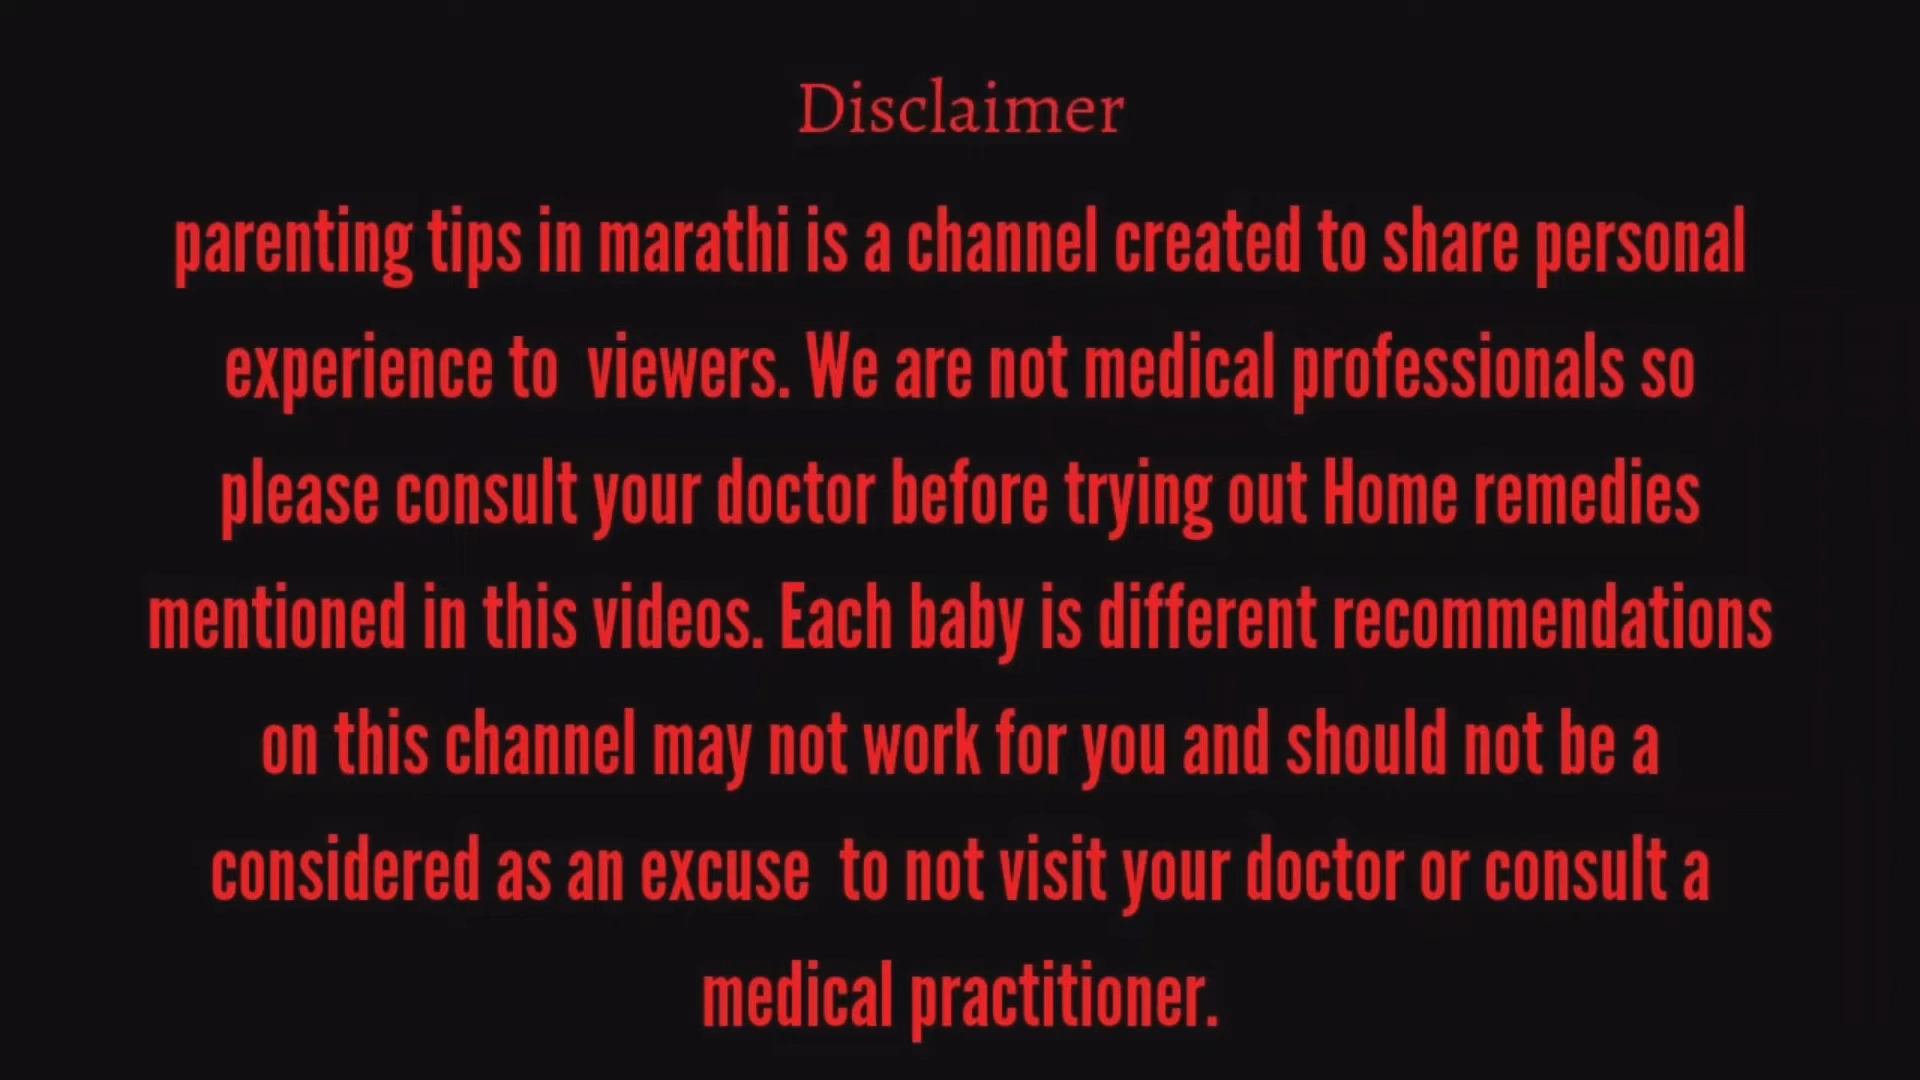 Disclaimer
parenting tips in marathi is a channel created to share personal
experience to viewers. We are not medical professionals so
please consult your doctor before trying out Home remedies
mentioned in this videos. Each baby is different recommendations
on this channel may not work for you and should not be a
considered as an excuse to not visit your doctor or consult a
medical practitioner.